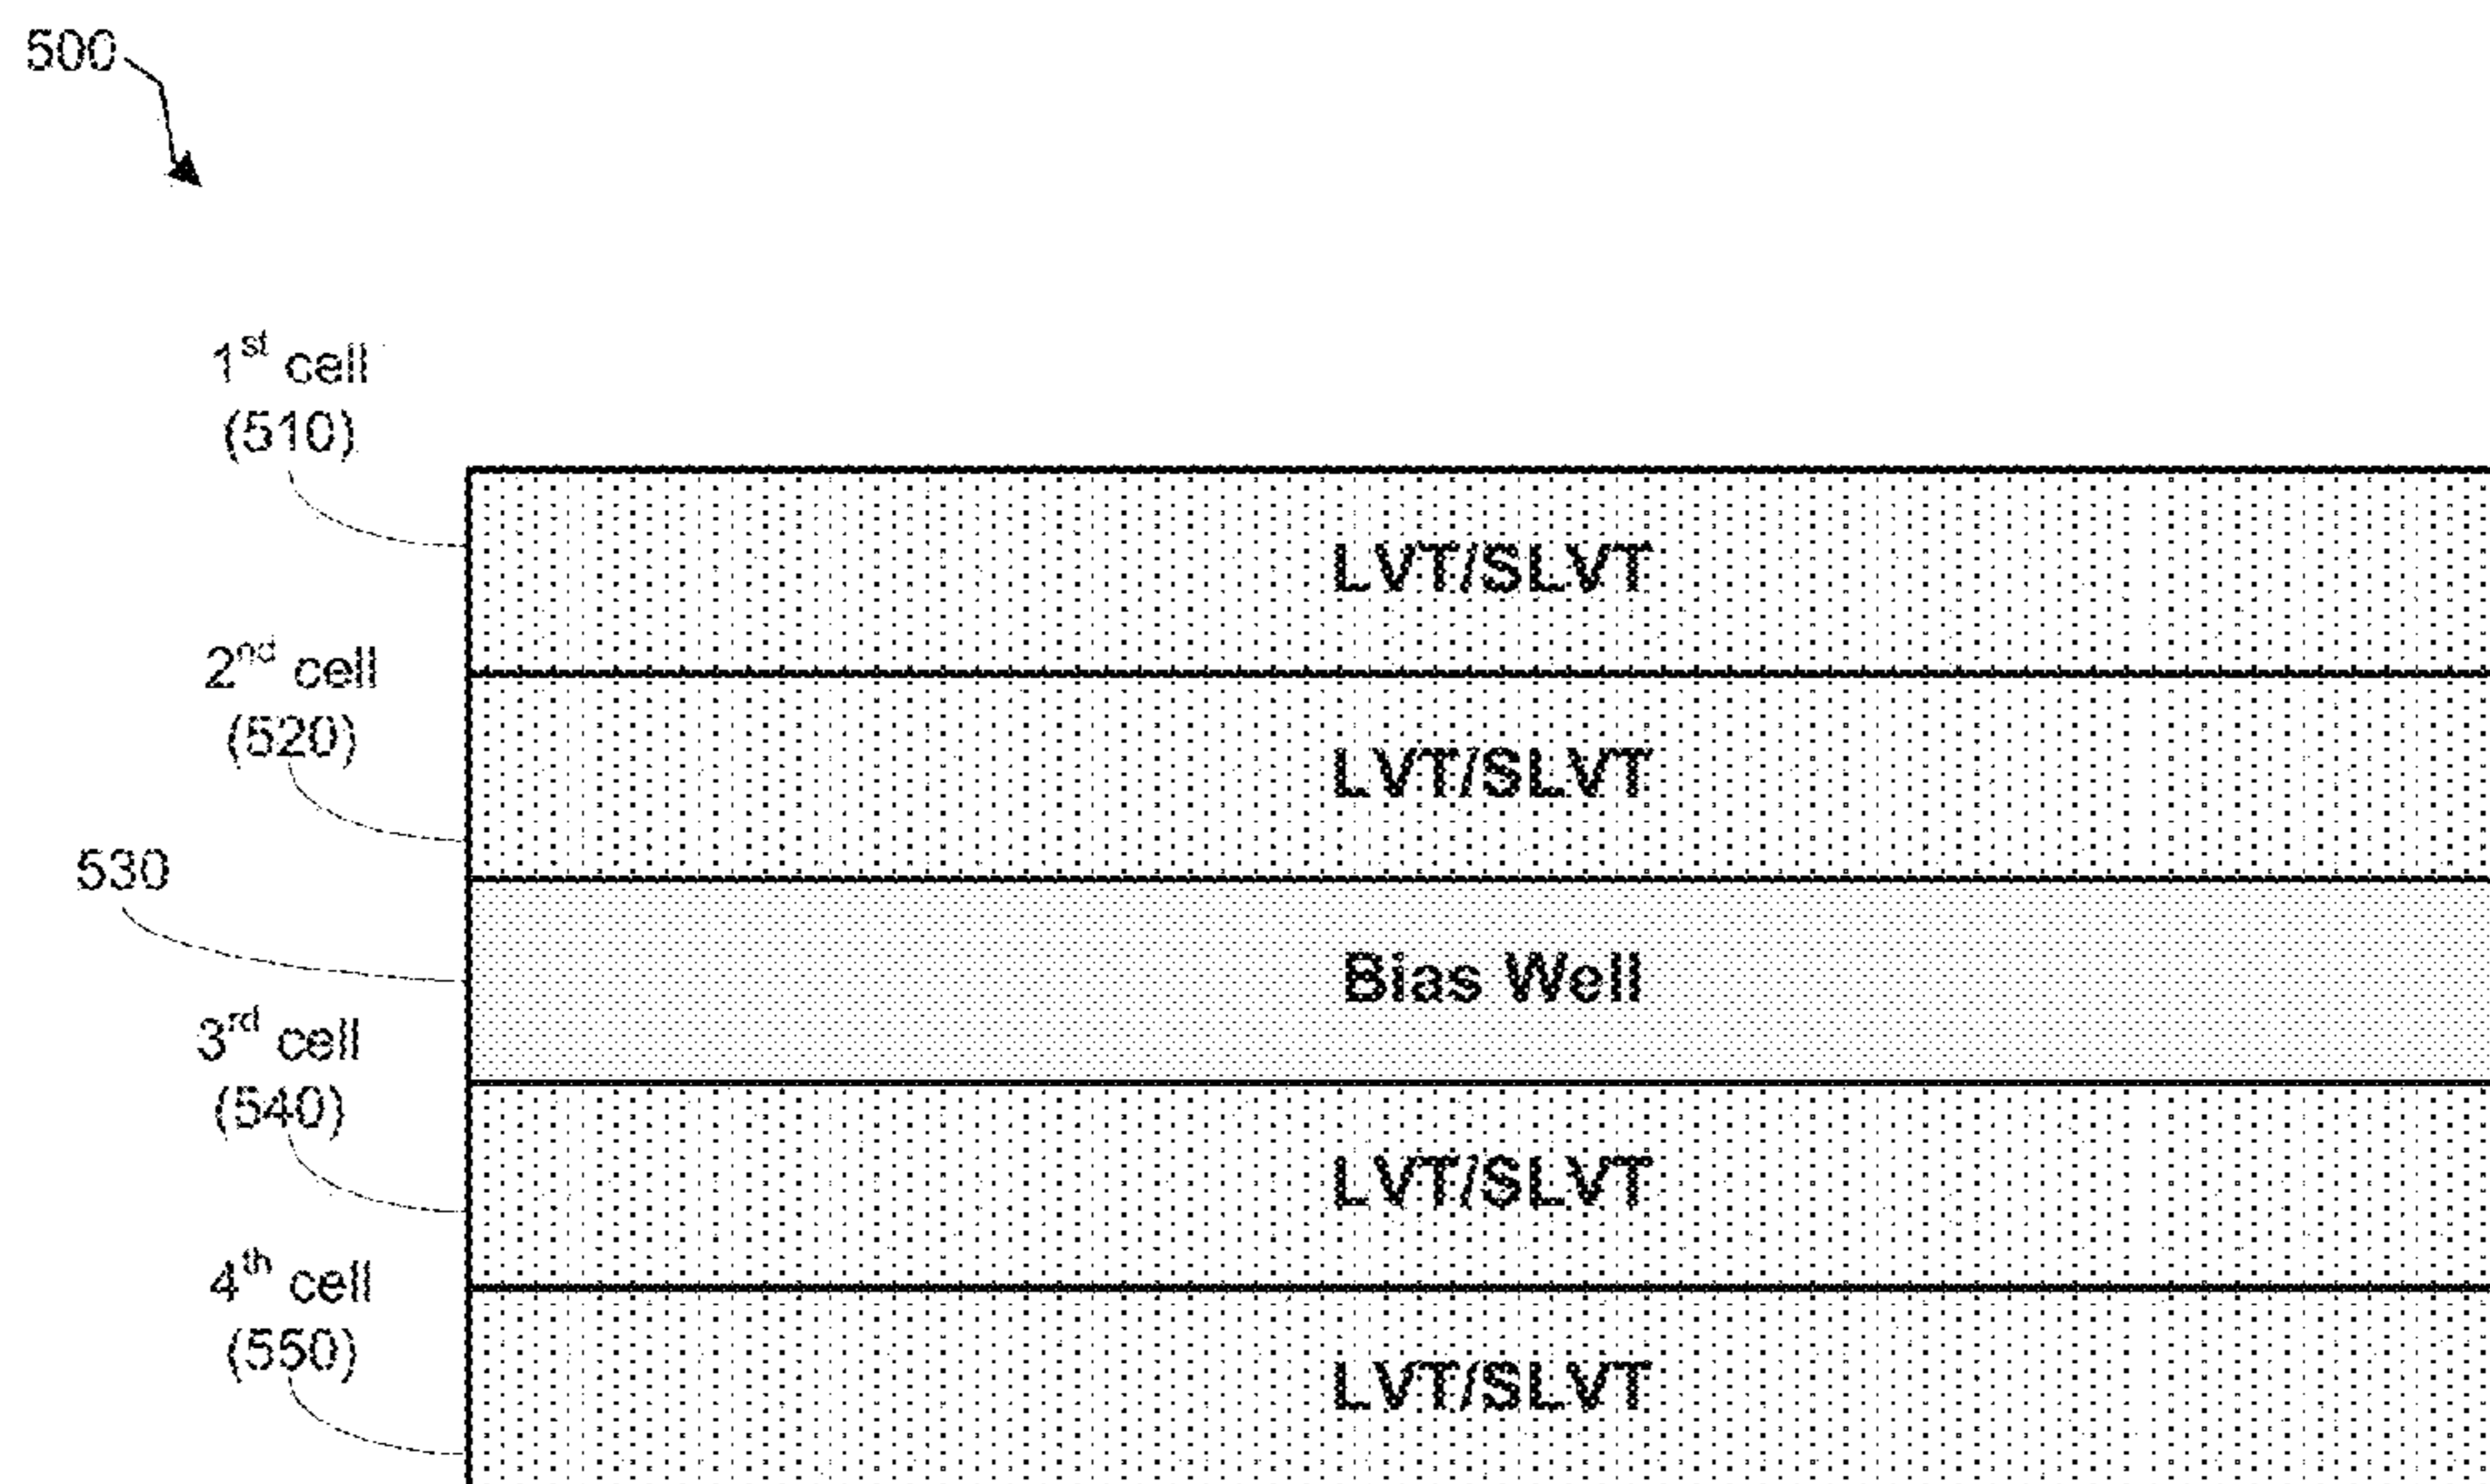 500
1st cell
(510)
LVT/SLVT
2nd cell
(520)
LVT/SLVT
530
Bias Well
3rd cell
(540)
LVT/SLVT
4th cell
(550)
LVT/SLVT